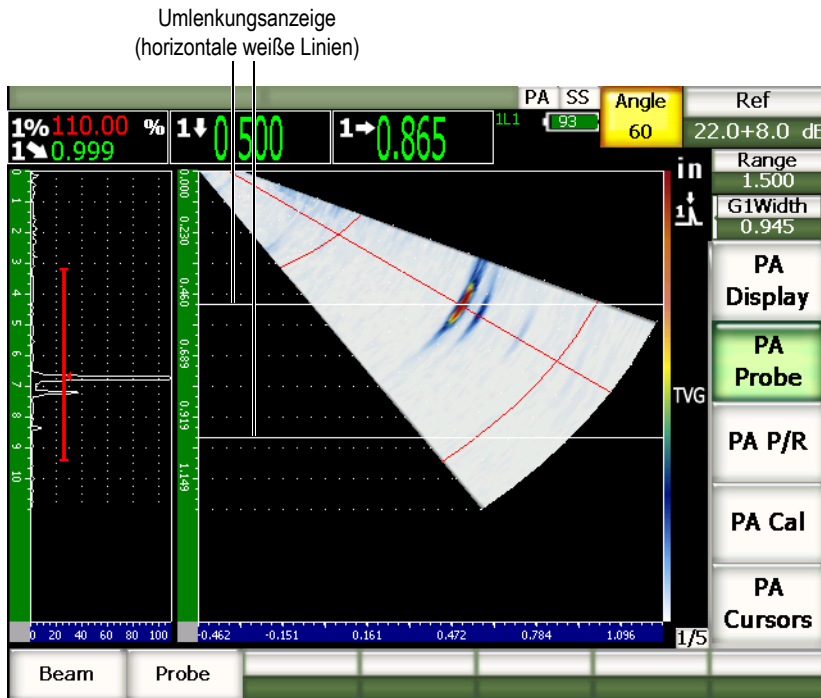 Umlenkungsanzeige
(horizontale weiße Linien)
PA SS Angle Ref
1% 110.00 % 1 0.500 1 0.865 1L1 93 60 22.0+8.0 dB
1 0.999
in Range
1.500
1 G1Width
0.945
PA
Display
PA
Probe
TVG
PA P/R
PA Cal
PA
Cursors
0 1 2 3 4 5 6 7 8 9 10
0.000 0.230 0.460 0.689 0.919 1.149
0 20 40 60 80 100 -0.462 -0.151 0.161 0.472 0.784 1.096 1/5
Beam Probe